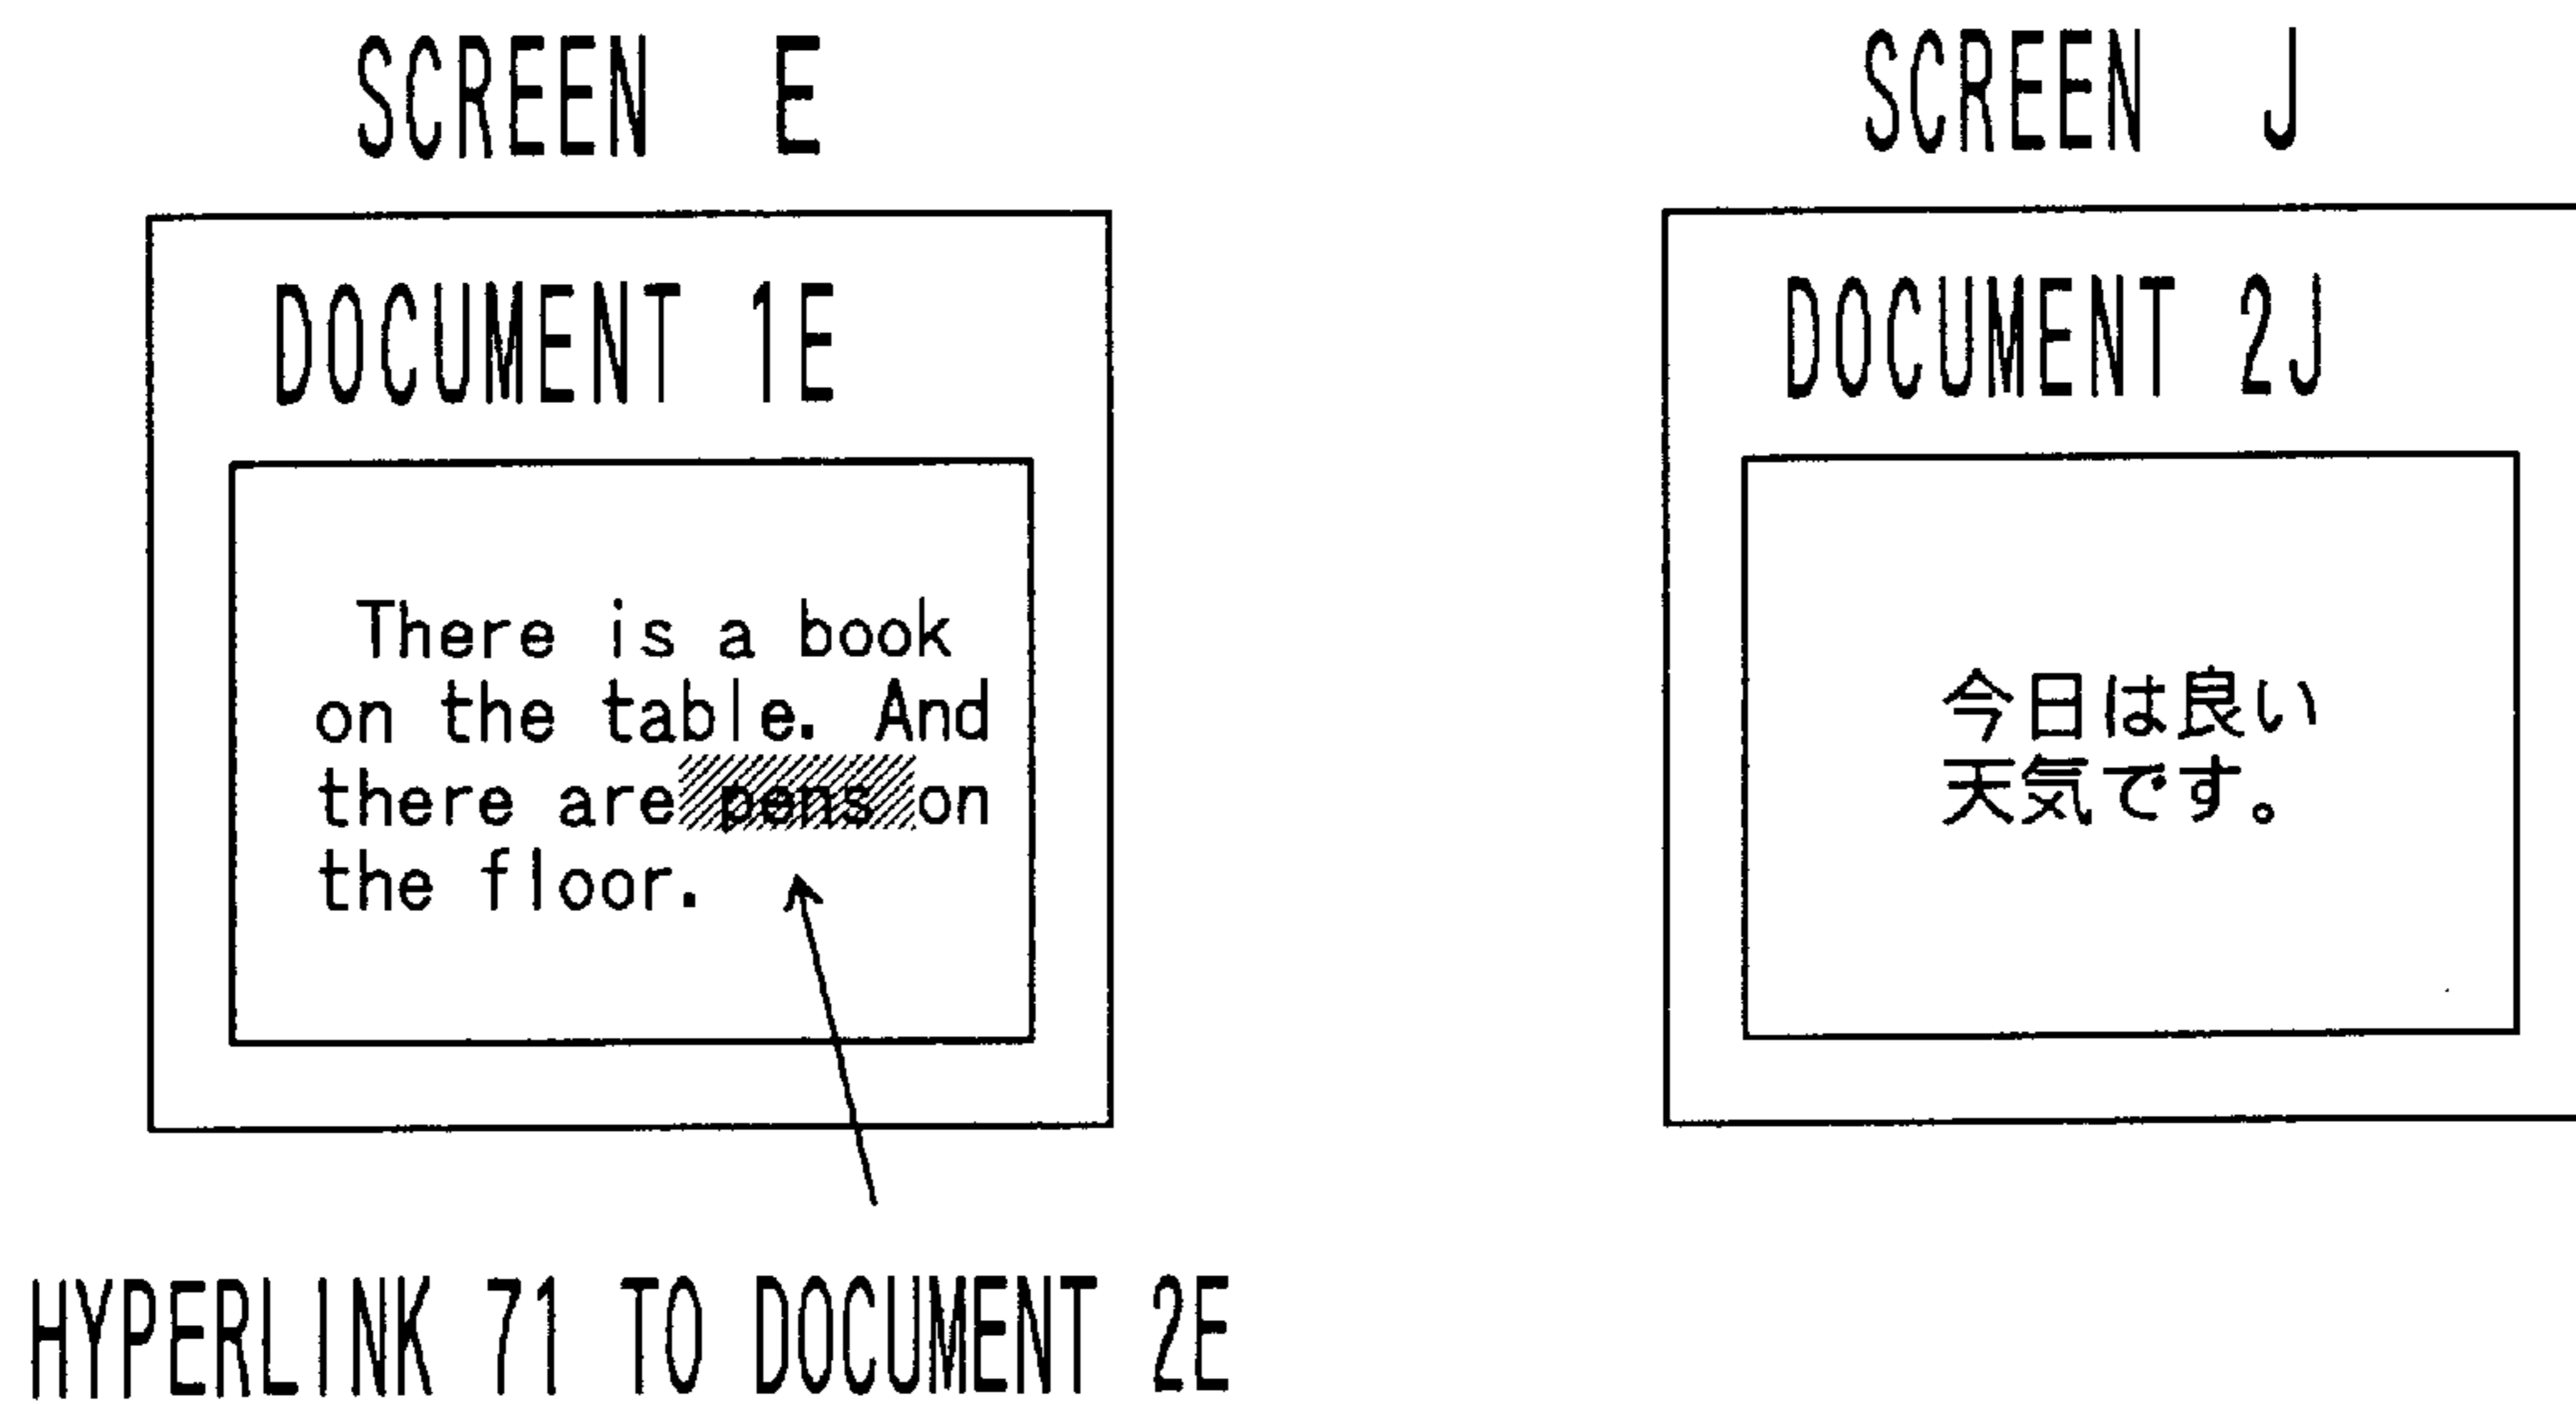 SCREEN E
DOCUMENT 1E
There is a book
on the table. And
there are pens on
the floor.
HYPERLINK 71 TO DOCUMENT 2E
SCREEN J
DOCUMENT 2J
今日は良い
天気です。